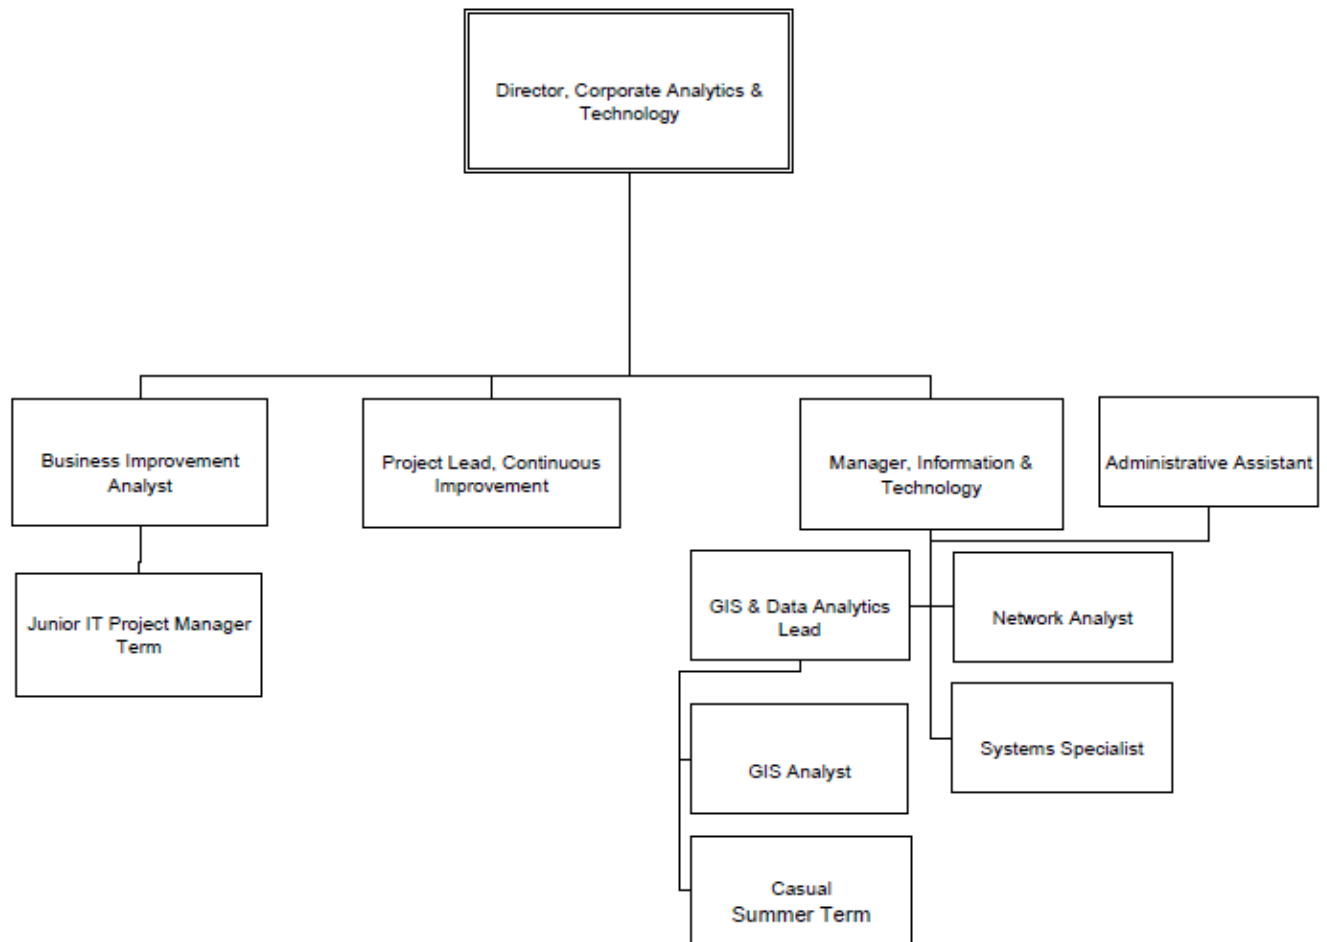 Director, Corporate Analytics &
Technology
Business Improvement
Analyst
Project Lead, Continuous
Improvement
Manager, Information &
Technology
Administrative Assistant
Junior IT Project Manager
Term
GIS & Data Analytics
Lead
Network Analyst
GIS Analyst
Systems Specialist
Casual
Summer Term